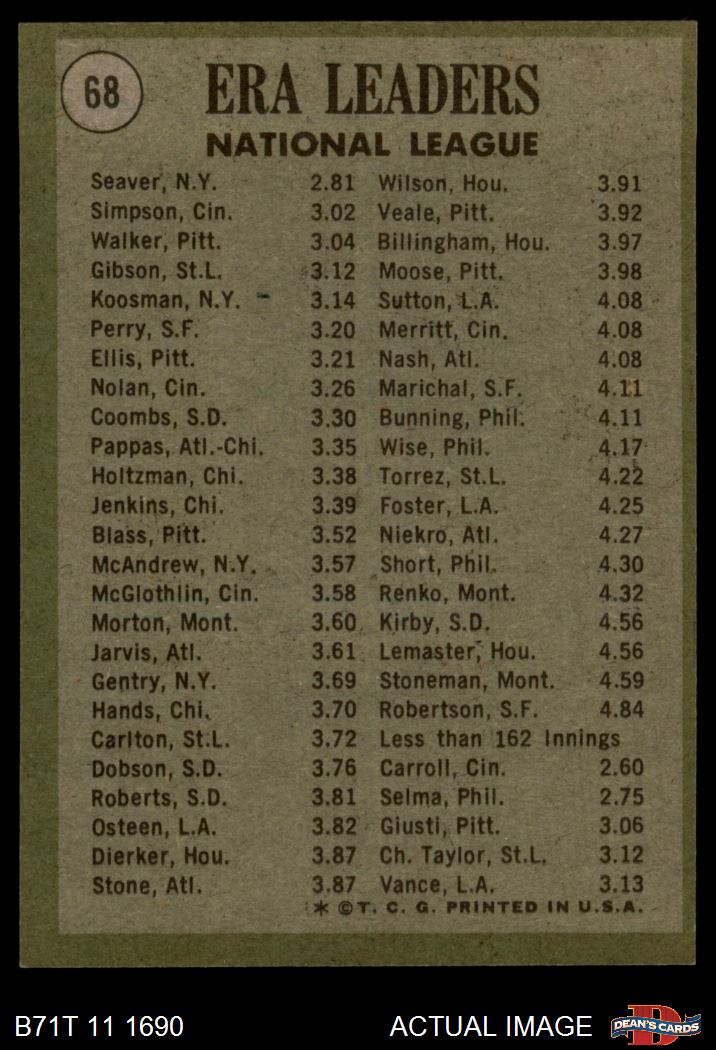 68
ERA LEADERS
NATIONAL LEAGUE
Seaver, N.Y. 2.81
Simpson, Cin. 3.02
Walker, Pitt. 3.04
Gibson, St.L. 3.12
Koosman, N.Y. 3.14
Perry, S.F. 3.20
Ellis, Pitt. 3.21
Nolan, Cin. 3.26
Coombs, S.D. 3.30
Pappas, Atl.-Chi. 3.35
Holtzman, Chi. 3.38
Jenkins, Chi. 3.39
Blass, Pitt. 3.52
McAndrew, N.Y. 3.57
McGlothlin, Cin. 3.58
Morton, Mont. 3.60
Jarvis, Atl. 3.61
Gentry, N.Y. 3.69
Hands, Chi. 3.70
Carlton, St.L. 3.72
Dobson, S.D. 3.76
Roberts, S.D. 3.81
Osteen, L.A. 3.82
Dierker, Hou. 3.87
Stone, Atl. 3.87
Wilson, Hou. 3.91
Veale, Pitt. 3.92
Billingham, Hou. 3.97
Moose, Pitt. 3.98
Sutton, L.A. 4.08
Merritt, Cin. 4.08
Nash, Atl. 4.08
Marichal, S.F. 4.11
Bunning, Phil. 4.11
Wise, Phil. 4.17
Torrez, St.L. 4.22
Foster, L.A. 4.25
Niekro, Atl. 4.27
Short, Phil. 4.30
Renko, Mont. 4.32
Kirby, S.D. 4.56
Lemaster, Hou. 4.56
Stoneman, Mont. 4.59
Robertson, S.F. 4.84
Less than 162 Innings
Carroll, Cin. 2.60
Selma, Phil. 2.75
Giusti, Pitt. 3.06
Ch. Taylor, St.L. 3.12
Vance, L.A. 3.13
* © T. C. G. PRINTED IN U.S.A.
B71T 11 1690
ACTUAL IMAGE
D
DEAN'S CARDS